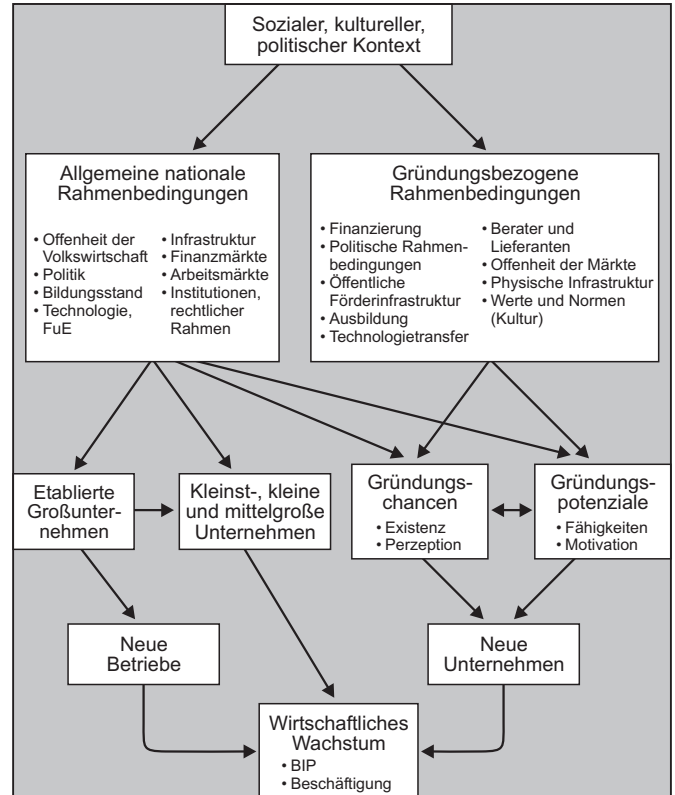 Sozialer, kultureller,
politischer Kontext
Allgemeine nationale
Rahmenbedingungen
• Offenheit der
Volkswirtschaft
• Politik
• Bildungsstand
• Technologie,
FuE
• Infrastruktur
• Finanzmärkte
• Arbeitsmärkte
• Institutionen,
rechtlicher
Rahmen
Gründungsbezogene
Rahmenbedingungen
• Finanzierung
• Politische Rahmen-
bedingungen
• Öffentliche
Förderinfrastruktur
• Ausbildung
• Technologietransfer
• Berater und
Lieferanten
• Offenheit der Märkte
• Physische Infrastruktur
• Werte und Normen
(Kultur)
Etablierte
Großunter-
nehmen
Kleinst-, kleine
und mittelgroße
Unternehmen
Gründungs-
chancen
• Existenz
• Perzeption
Gründungs-
potenziale
• Fähigkeiten
• Motivation
Neue
Betriebe
Neue
Unternehmen
Wirtschaftliches
Wachstum
• BIP
• Beschäftigung